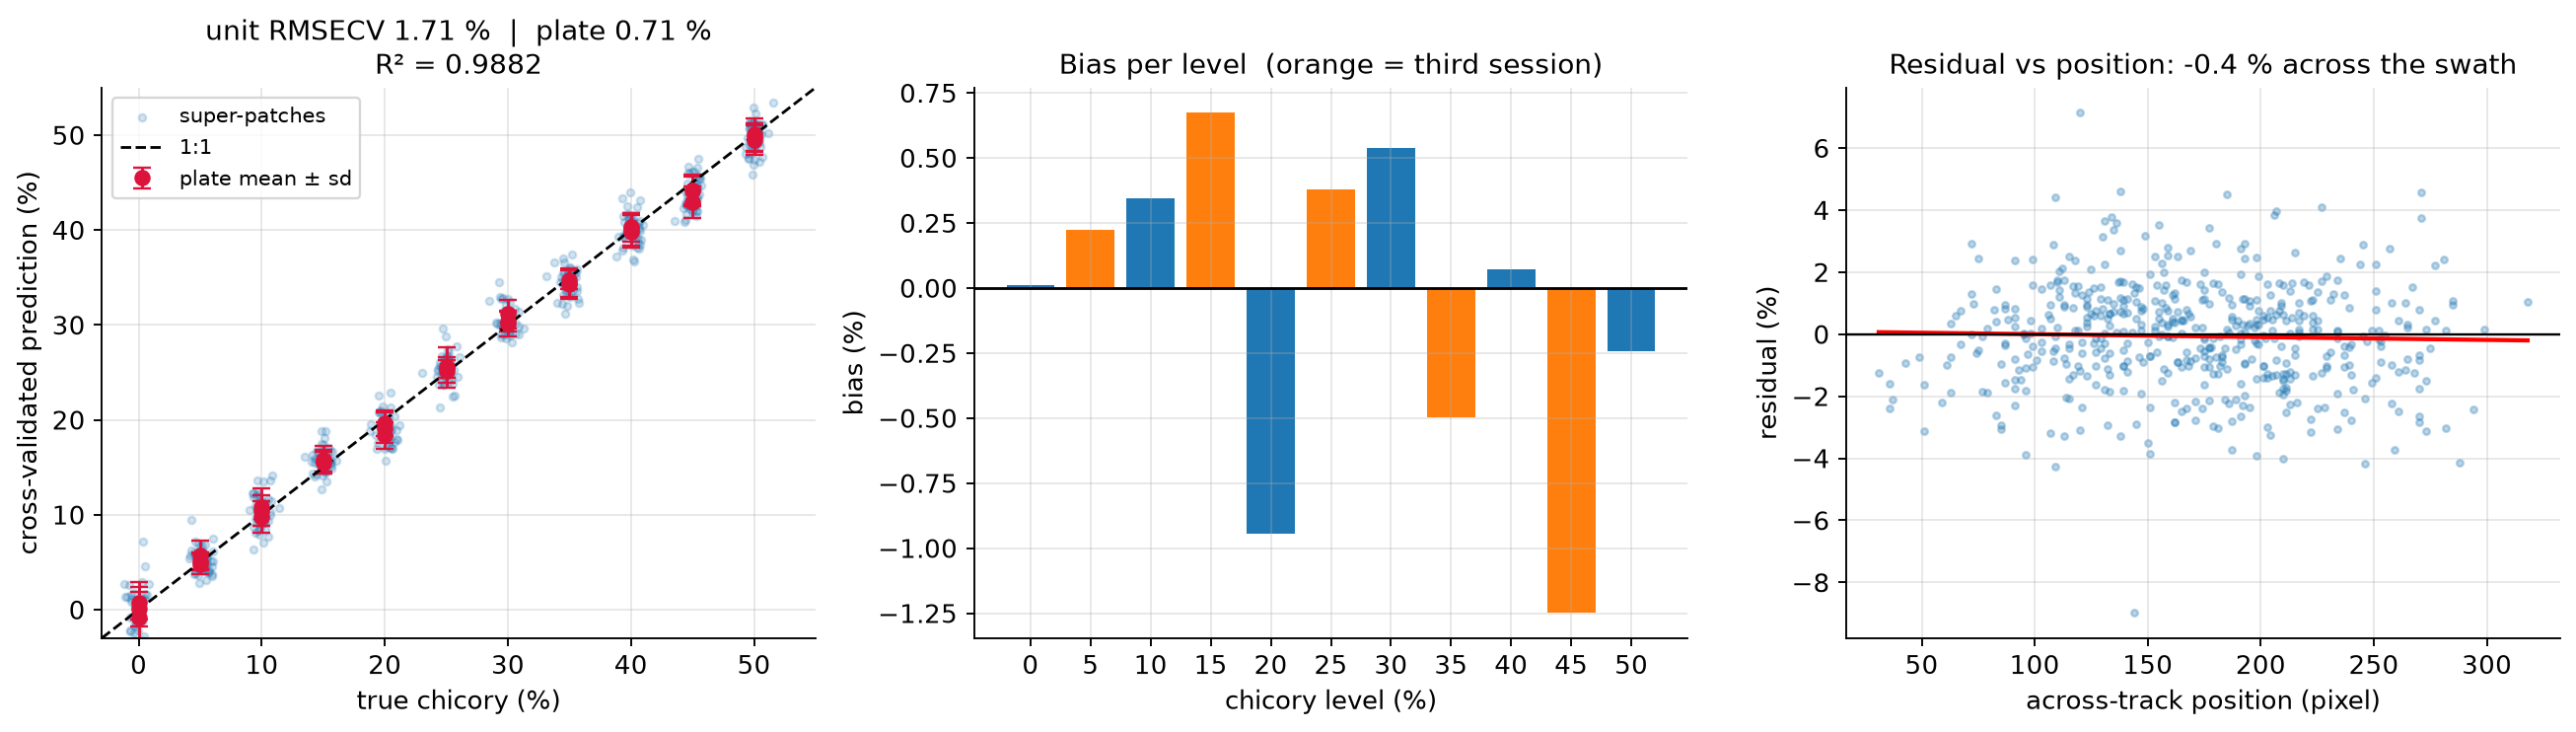 unit RMSECV 1.71 %  |  plate 0.71 %
R² = 0.9882
super-patches
1:1
plate mean ± sd
50
40
30
20
10
0
cross-validated prediction (%)
0 10 20 30 40 50
true chicory (%)
Bias per level  (orange = third session)
0.75
0.50
0.25
0.00
−0.25
−0.50
−0.75
−1.00
−1.25
bias (%)
0 5 10 15 20 25 30 35 40 45 50
chicory level (%)
Residual vs position: -0.4 % across the swath
6
4
2
0
−2
−4
−6
−8
residual (%)
50 100 150 200 250 300
across-track position (pixel)